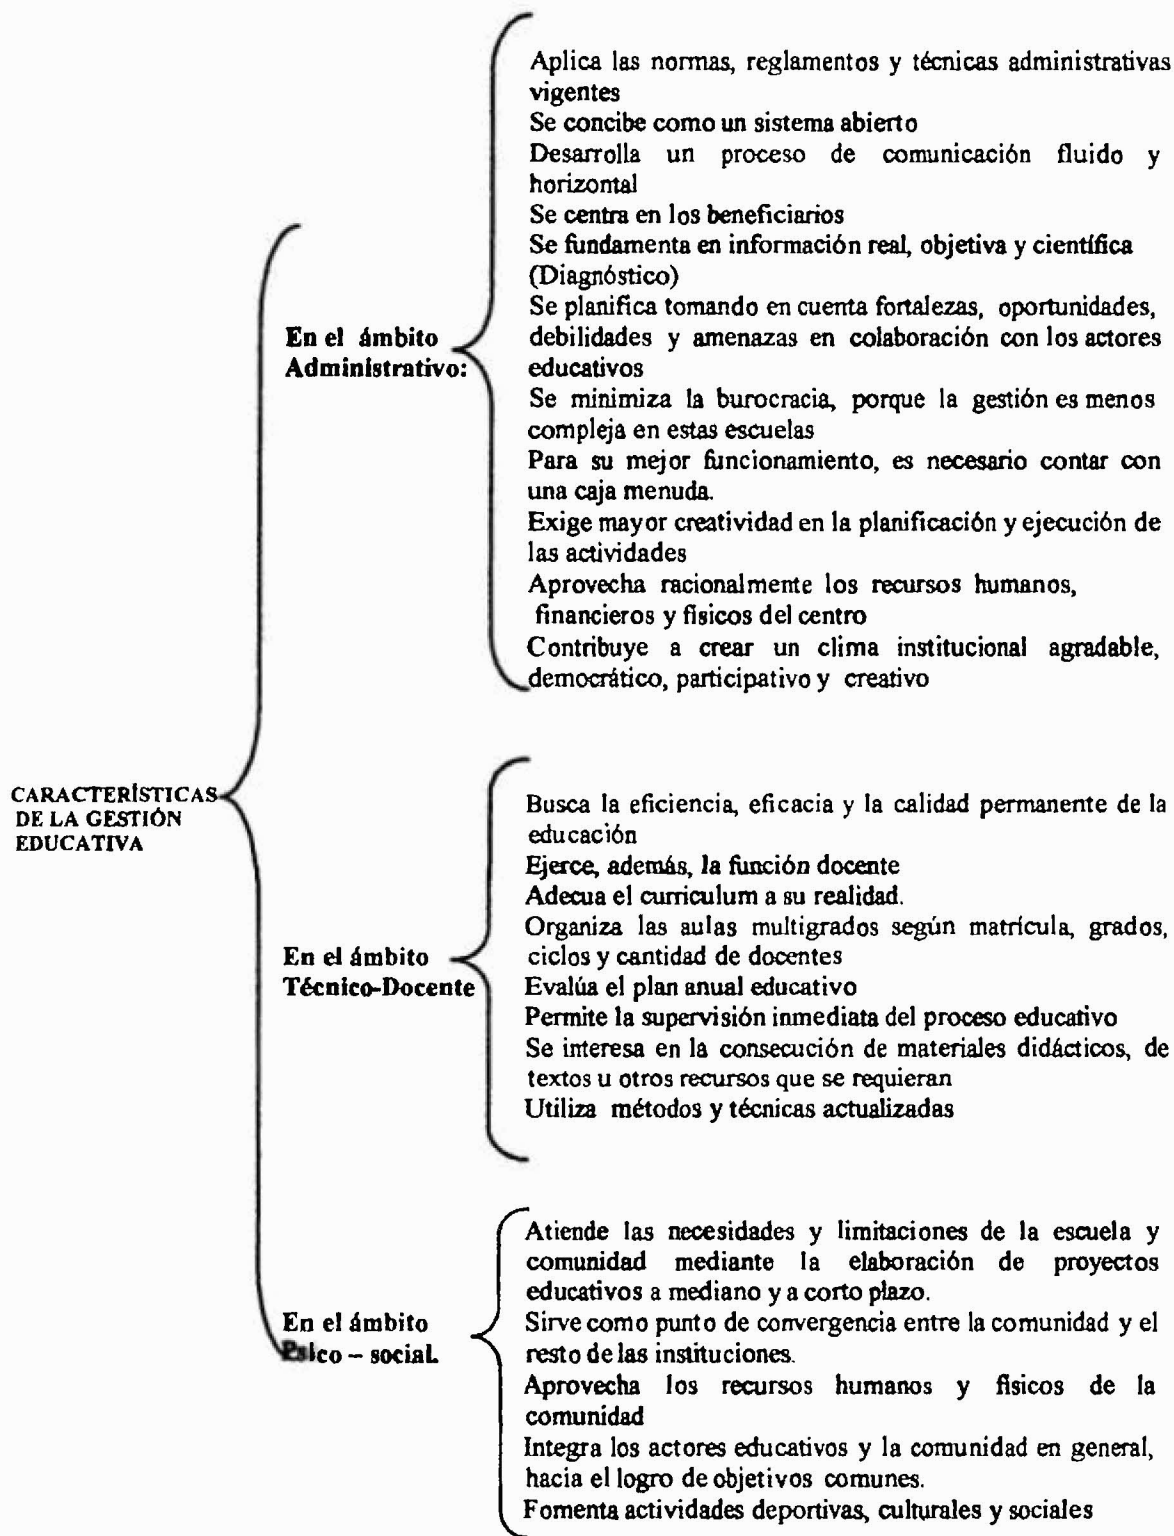 CARACTERÍSTICAS
DE LA GESTIÓN
EDUCATIVA
En el ámbito
Administrativo:
Aplica las normas, reglamentos y técnicas administrativas
vigentes
Se concibe como un sistema abierto
Desarrolla un proceso de comunicación fluido y
horizontal
Se centra en los beneficiarios
Se fundamenta en información real, objetiva y científica
(Diagnóstico)
Se planifica tomando en cuenta fortalezas, oportunidades,
debilidades y amenazas en colaboración con los actores
educativos
Se minimiza la burocracia, porque la gestión es menos
compleja en estas escuelas
Para su mejor funcionamiento, es necesario contar con
una caja menuda.
Exige mayor creatividad en la planificación y ejecución de
las actividades
Aprovecha racionalmente los recursos humanos,
financieros y físicos del centro
Contribuye a crear un clima institucional agradable,
democrático, participativo y creativo
En el ámbito
Técnico-Docente
Busca la eficiencia, eficacia y la calidad permanente de la
educación
Ejerce, además, la función docente
Adecua el curriculum a su realidad.
Organiza las aulas multigrados según matrícula, grados,
ciclos y cantidad de docentes
Evalúa el plan anual educativo
Permite la supervisión inmediata del proceso educativo
Se interesa en la consecución de materiales didácticos, de
textos u otros recursos que se requieran
Utiliza métodos y técnicas actualizadas
En el ámbito
Psico – social.
Atiende las necesidades y limitaciones de la escuela y
comunidad mediante la elaboración de proyectos
educativos a mediano y a corto plazo.
Sirve como punto de convergencia entre la comunidad y el
resto de las instituciones.
Aprovecha los recursos humanos y físicos de la
comunidad
Integra los actores educativos y la comunidad en general,
hacia el logro de objetivos comunes.
Fomenta actividades deportivas, culturales y sociales